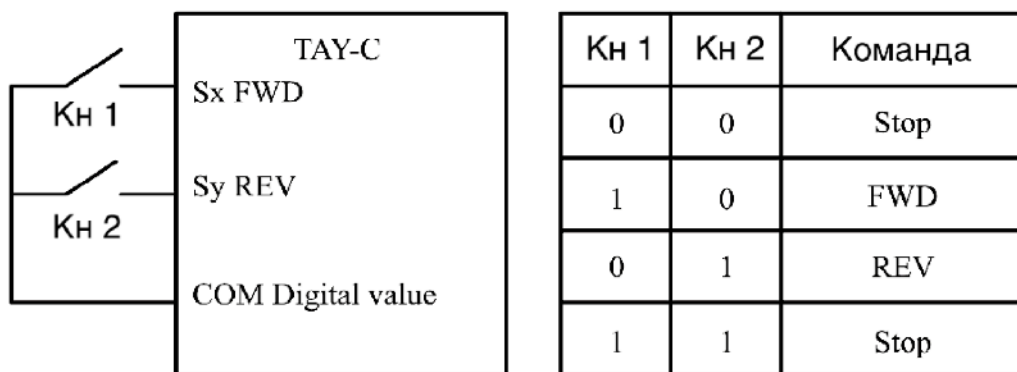 TAY-C
Sx FWD
Кн 1
Sy REV
Кн 2
COM Digital value
Кн 1 Кн 2 Команда
0 0 Stop
1 0 FWD
0 1 REV
1 1 Stop